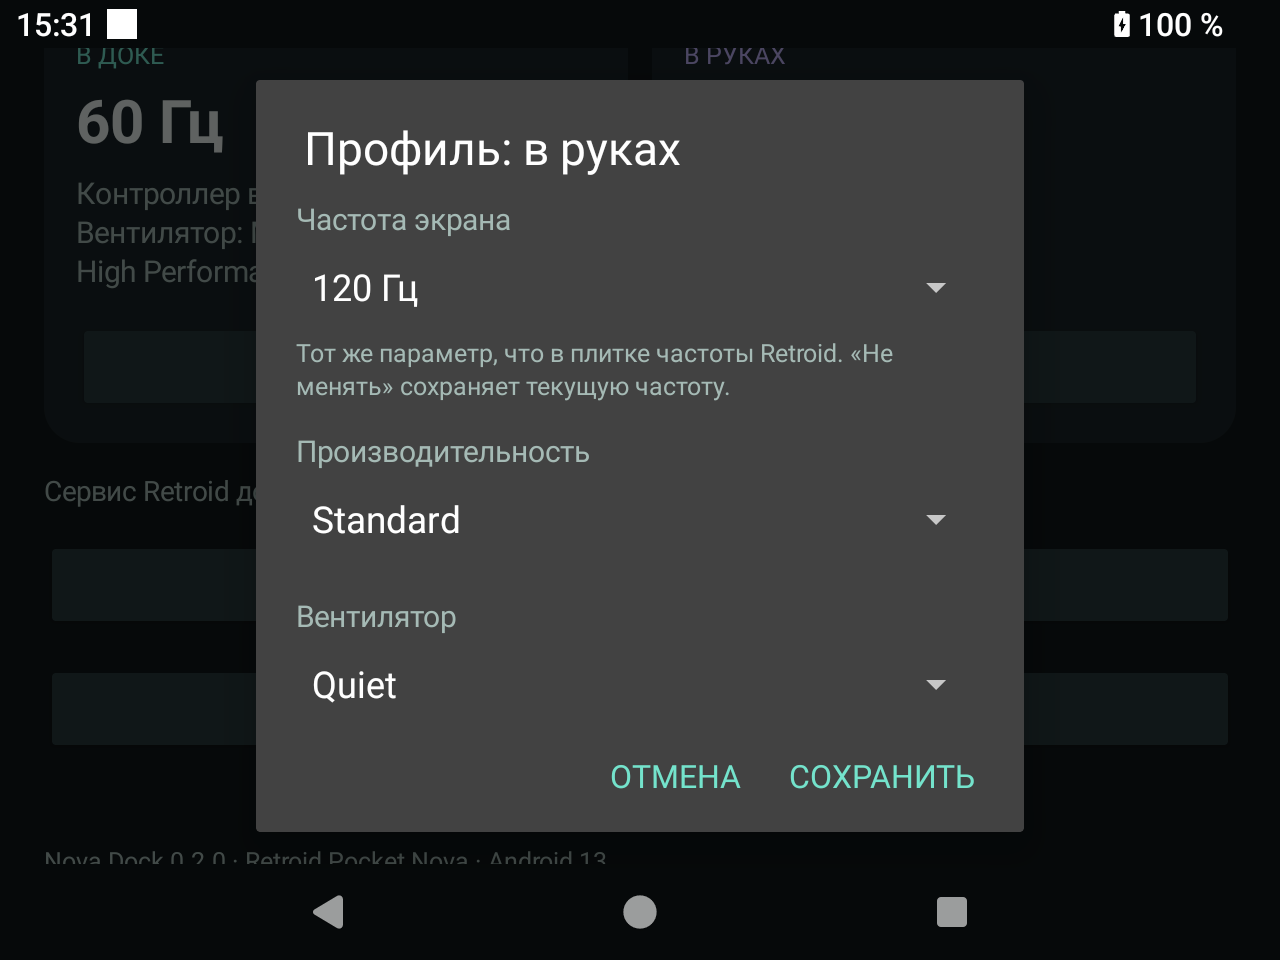 15:31
100 %
В ДОКЕ
В РУКАХ
60 Гц
Контроллер
Вентилятор:
High
Сервис Retroid
Профиль: в руках
Частота экрана
120 Гц
Тот же параметр, что в плитке частоты Retroid. «Не
менять» сохраняет текущую частоту.
Производительность
Standard
Вентилятор
Quiet
ОТМЕНА
СОХРАНИТЬ
Nova Dock 0.2.0 · Retroid Pocket Nova · Android 13